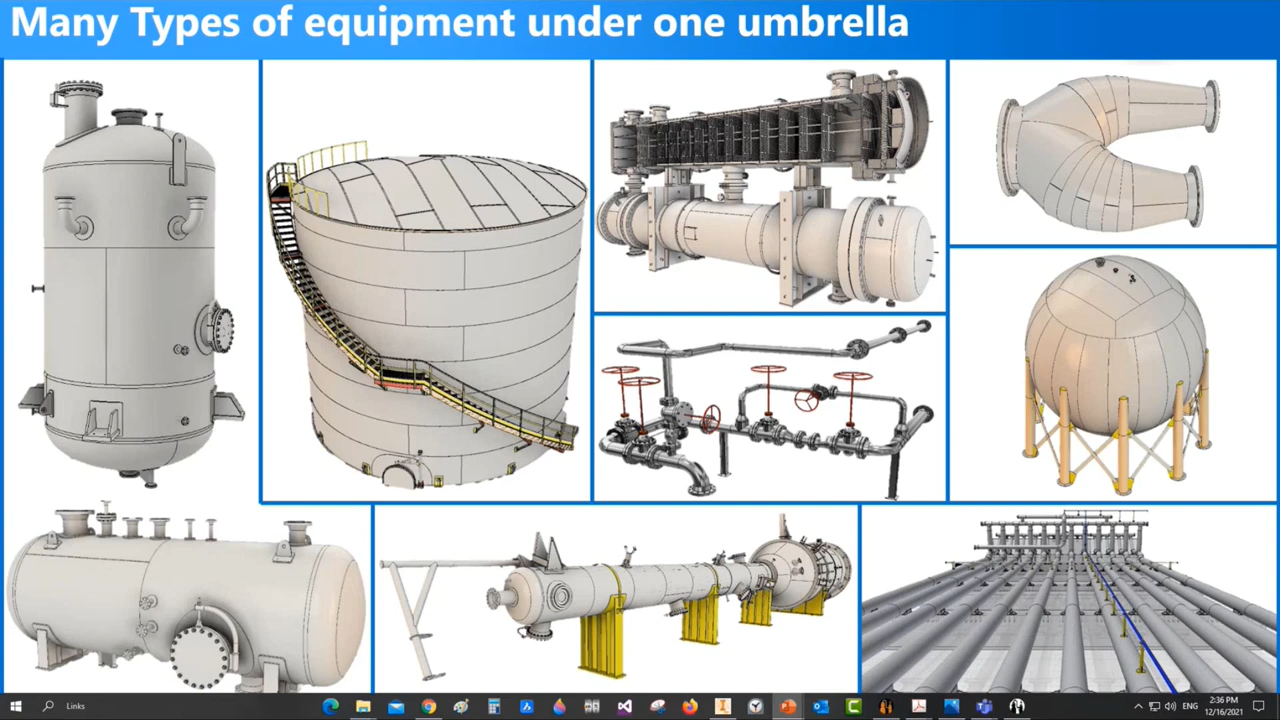 Many Types of equipment under one umbrella
Links
ENG
2:36 PM
12/16/2021